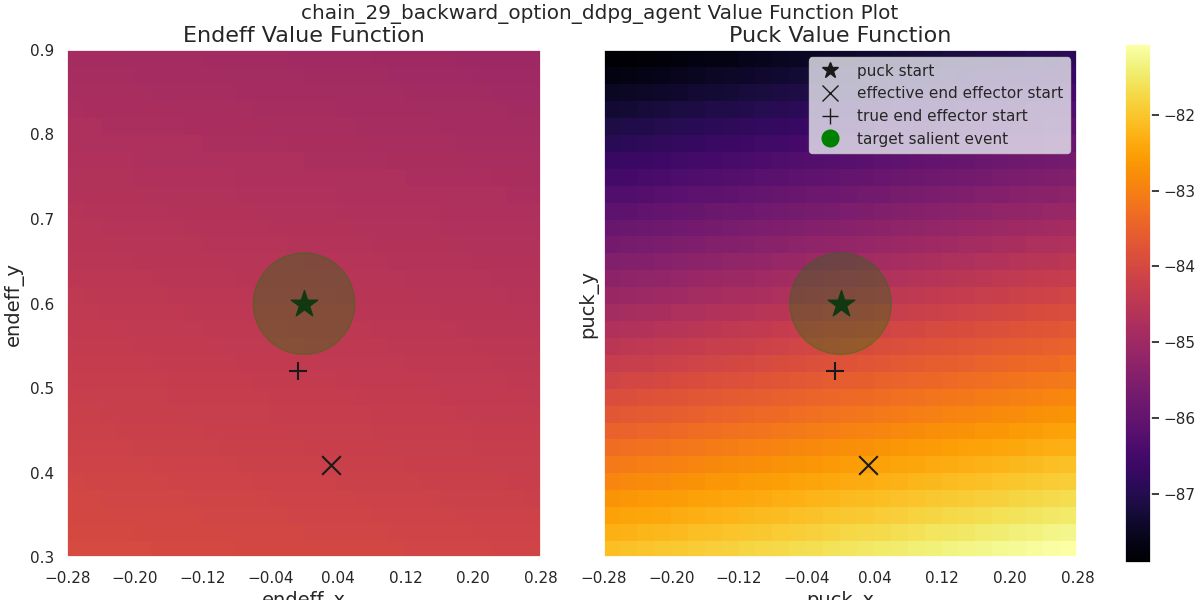 chain_29_backward_option_ddpg_agent Value Function Plot
Endeff Value Function
Puck Value Function
puck start
effective end effector start
true end effector start
target salient event
0.9
0.8
0.7
0.6
0.5
0.4
0.3
endeff_y
−0.28 −0.20 −0.12 −0.04 0.04 0.12 0.20 0.28
endeff_x
puck_y
−0.28 −0.20 −0.12 −0.04 0.04 0.12 0.20 0.28
puck_x
−82
−83
−84
−85
−86
−87